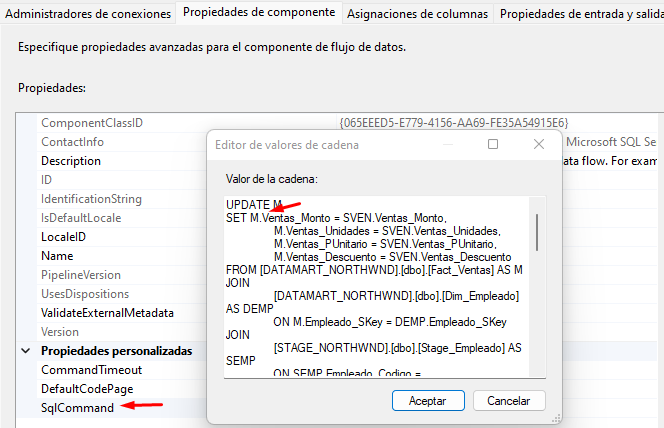 Administradores de conexiones
Propiedades de componente
Asignaciones de columnas
Propiedades de entrada y salida
Especifique propiedades avanzadas para el componente de flujo de datos.
Propiedades:
ComponentClassID
{065EEED5-E779-4156-AA69-FE35A54915E6}
ContactInfo
Microsoft SQL Se
Description
ata flow. For exam
ID
IdentificationString
IsDefaultLocale
LocaleID
Name
PipelineVersion
UsesDispositions
ValidateExternalMetadata
Version
Propiedades personalizadas
CommandTimeout
DefaultCodePage
SqlCommand
Editor de valores de cadena
Valor de la cadena:
UPDATE M
SET M.Ventas_Monto = SVEN.Ventas_Monto,
M.Ventas_Unidades = SVEN.Ventas_Unidades,
M.Ventas_PUnitario = SVEN.Ventas_PUnitario,
M.Ventas_Descuento = SVEN.Ventas_Descuento
FROM [DATAMART_NORTHWND].[dbo].[Fact_Ventas] AS M
JOIN
[DATAMART_NORTHWND].[dbo].[Dim_Empleado]
AS DEMP
ON M.Empleado_SKey = DEMP.Empleado_SKey
JOIN
[STAGE_NORTHWND].[dbo].[Stage_Empleado] AS
SEMP
ON SEMP.Empleado_Codigo =
Aceptar
Cancelar